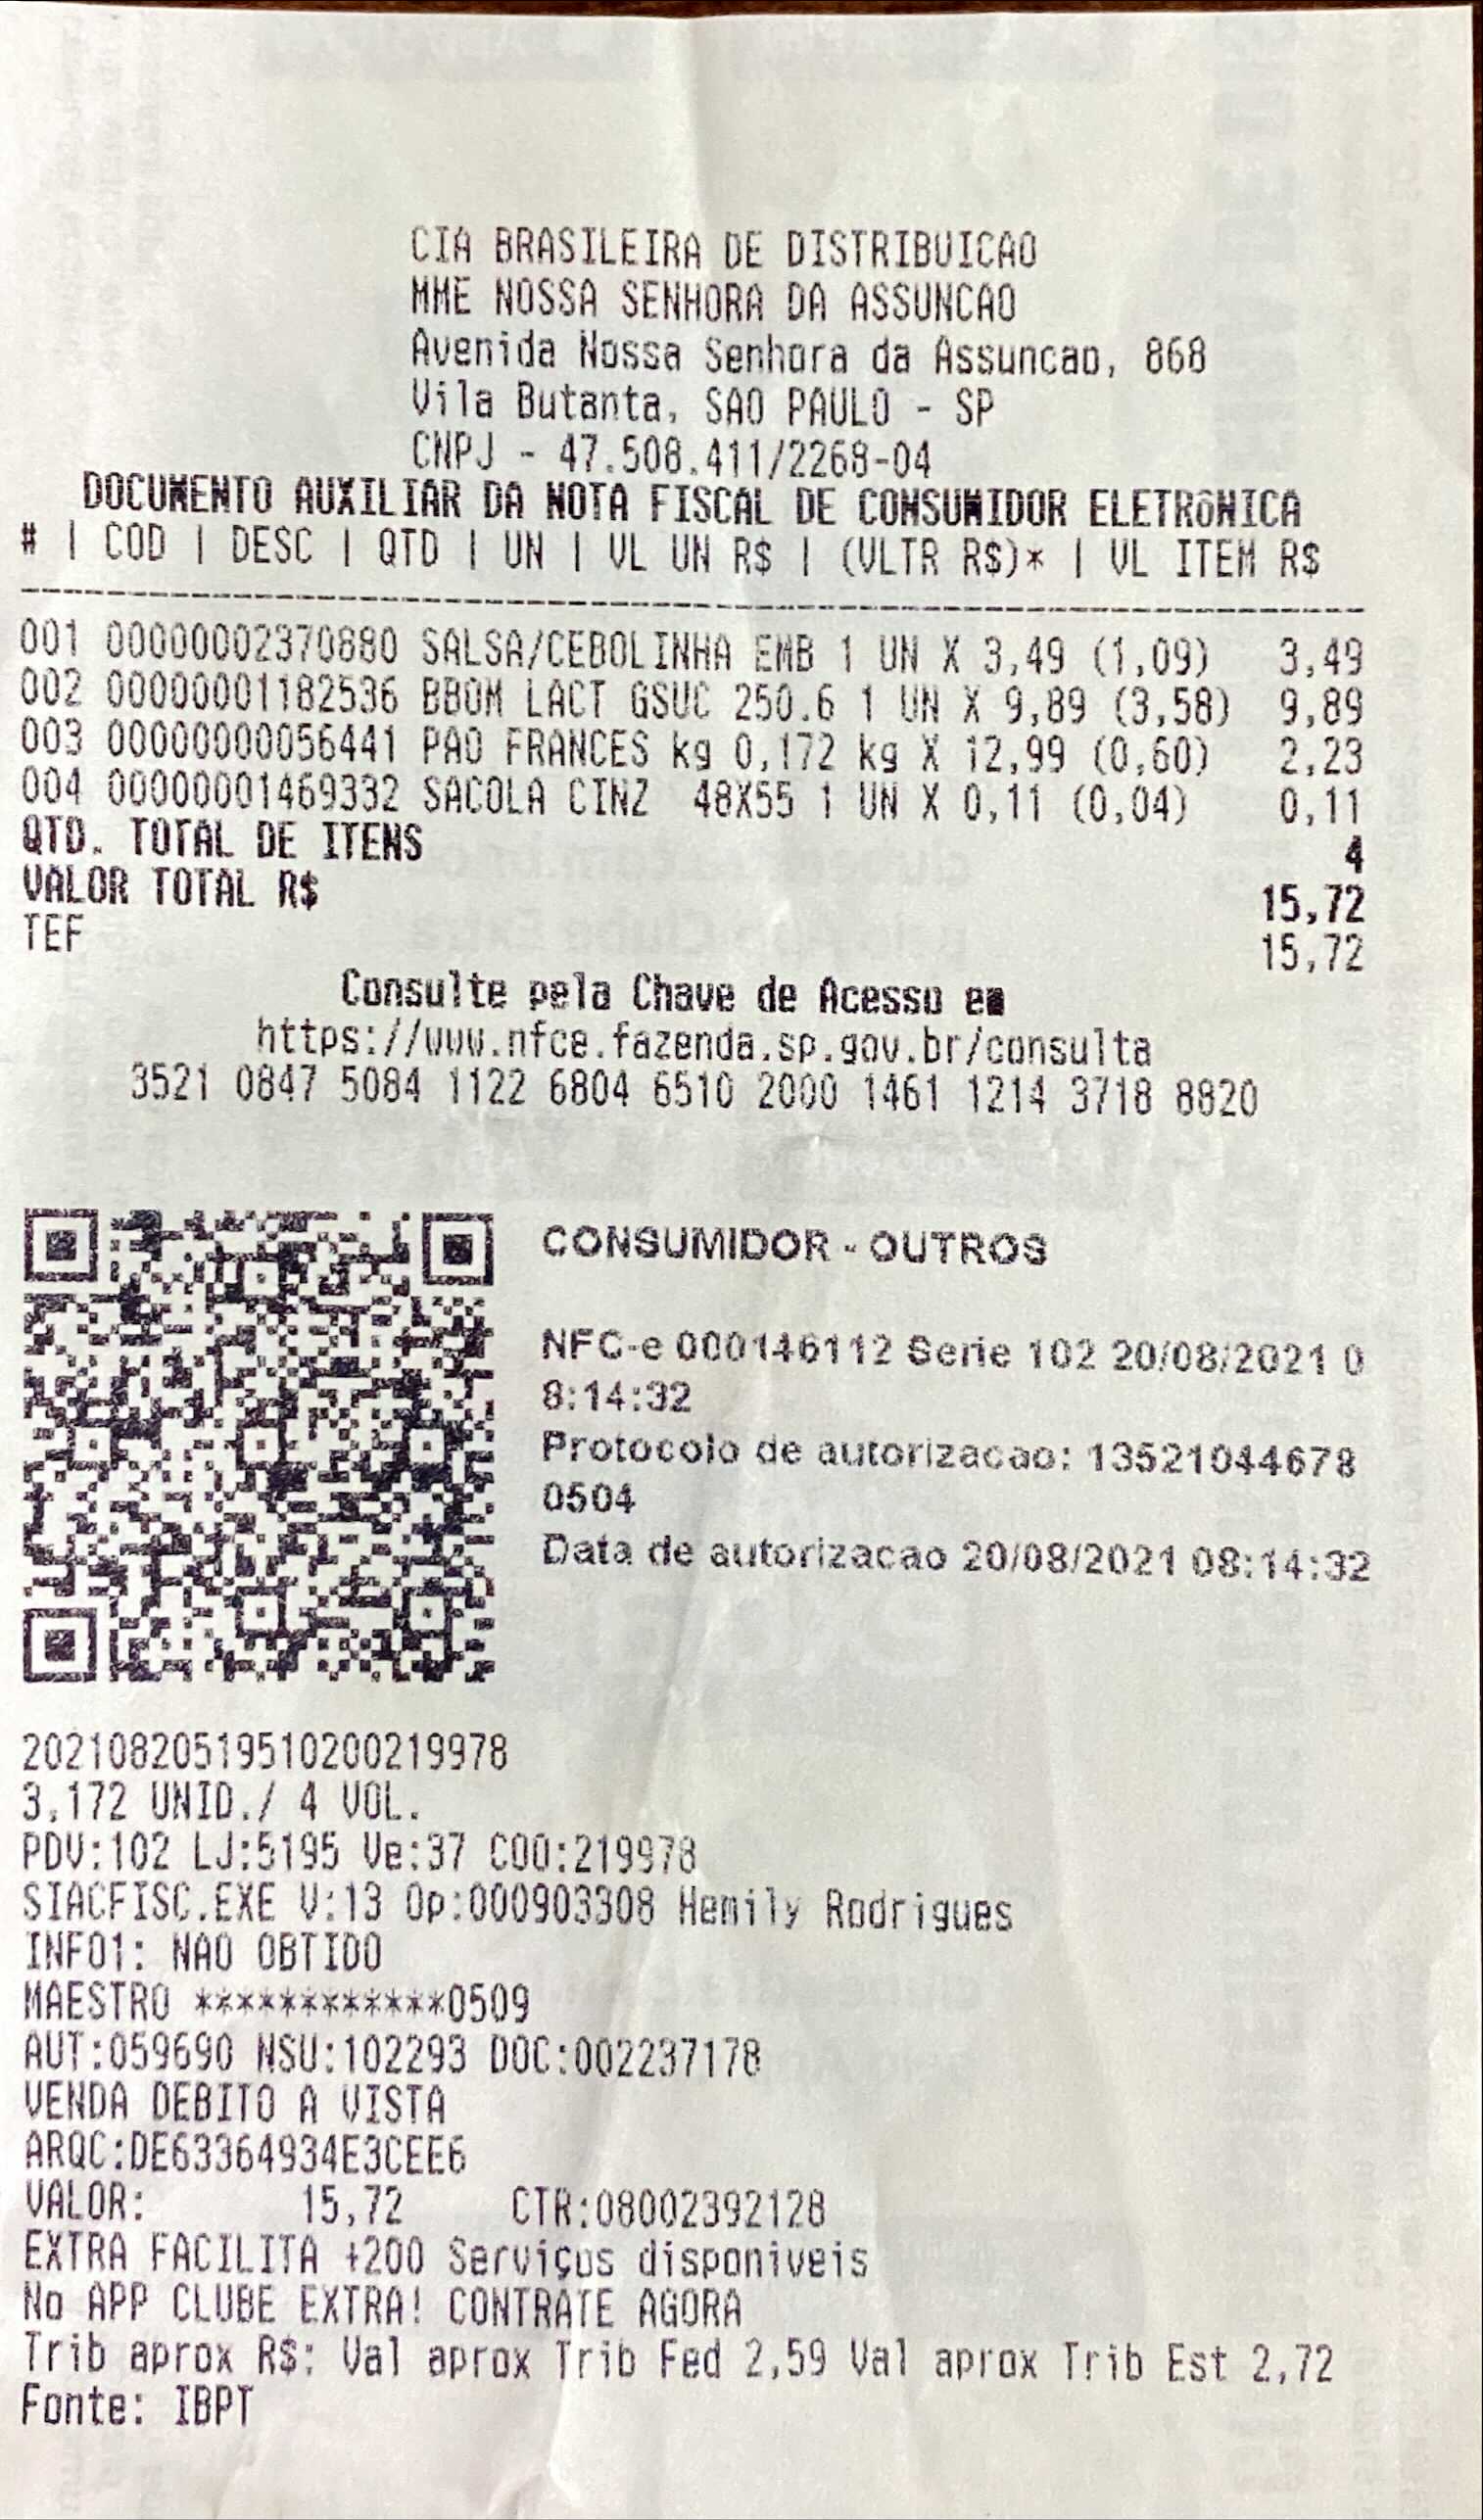 CIA BRASILEIRA DE DISTRIBUICAO
MME NOSSA SENHORA DA ASSUNCAO
Avenida Nossa Senhora da Assuncao, 868
Vila Butanta, SAO PAULO - SP
CNPJ - 47.508.411/2268-04
DOCUMENTO AUXILIAR DA NOTA FISCAL DE CONSUMIDOR ELETRôNICA
# | COD | DESC | QTD | UN | VL UN R$ | (VLTR R$)* | VL ITEM R$
001 00000002370880 SALSA/CEBOLINHA EMB 1 UN X 3,49 (1,09) 3,49
002 00000001182536 BBOM LACT GSUC 250.6 1 UN X 9,89 (3,58) 9,89
003 00000000056441 PAO FRANCES kg 0,172 kg X 12,99 (0,60) 2,23
004 00000001469332 SACOLA CINZ 48X55 1 UN X 0,11 (0,04) 0,11
QTD. TOTAL DE ITENS 4
VALOR TOTAL R$ 15,72
TEF 15,72
Consulte pela Chave de Acesso em
https://www.nfce.fazenda.sp.gov.br/consulta
3521 0847 5084 1122 6804 6510 2000 1461 1214 3718 8820
CONSUMIDOR - OUTROS
NFC-e 000146112 Serie 102 20/08/2021 0
8:14:32
Protocolo de autorizacao: 13521044678
0504
Data de autorizacao 20/08/2021 08:14:32
20210820519510200219978
3,172 UNID./ 4 VOL.
PDV:102 LJ:5195 Ve:37 COO:219978
SIACFISC.EXE V:13 Op:000903308 Hemily Rodrigues
INFO1: NAO OBTIDO
MAESTRO ************0509
AUT:059690 NSU:102293 DOC:002237178
VENDA DEBITO A VISTA
ARQC:DE63364934E3CEE6
VALOR: 15,72 CTR:08002392128
EXTRA FACILITA +200 Serviços disponiveis
No APP CLUBE EXTRA! CONTRATE AGORA
Trib aprox R$: Val aprox Trib Fed 2,59 Val aprox Trib Est 2,72
Fonte: IBPT